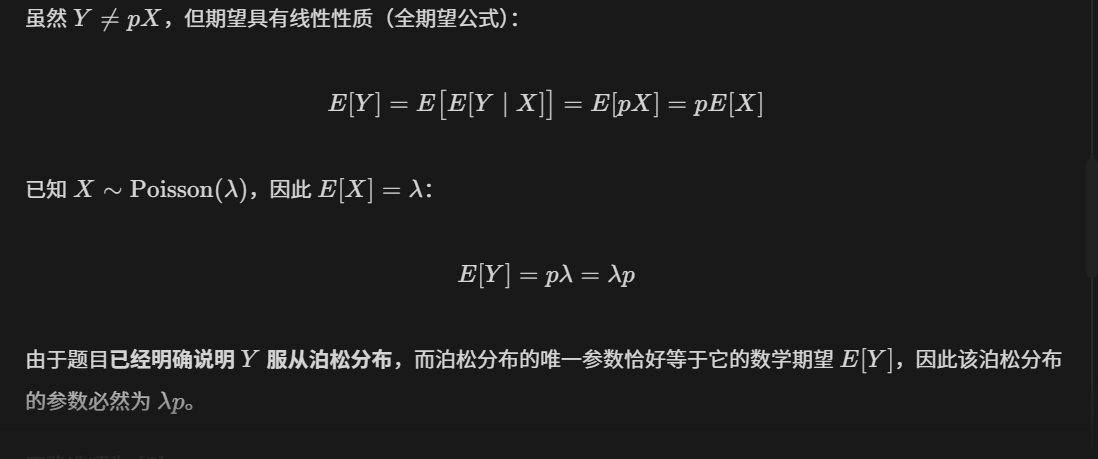 虽然 Y ≠ pX，但期望具有线性性质（全期望公式）：
E[Y] = E[E[Y | X]] = E[pX] = pE[X]
已知 X ∼ Poisson(λ)，因此 E[X] = λ：
E[Y] = pλ = λp
由于题目已经明确说明 Y 服从泊松分布，而泊松分布的唯一参数恰好等于它的数学期望 E[Y]，因此该泊松分布
的参数必然为 λp。